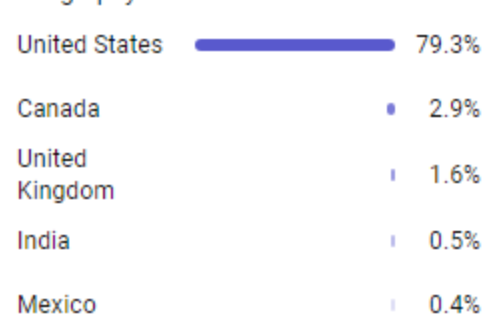 United States 79.3%
Canada 2.9%
United
Kingdom 1.6%
India 0.5%
Mexico 0.4%